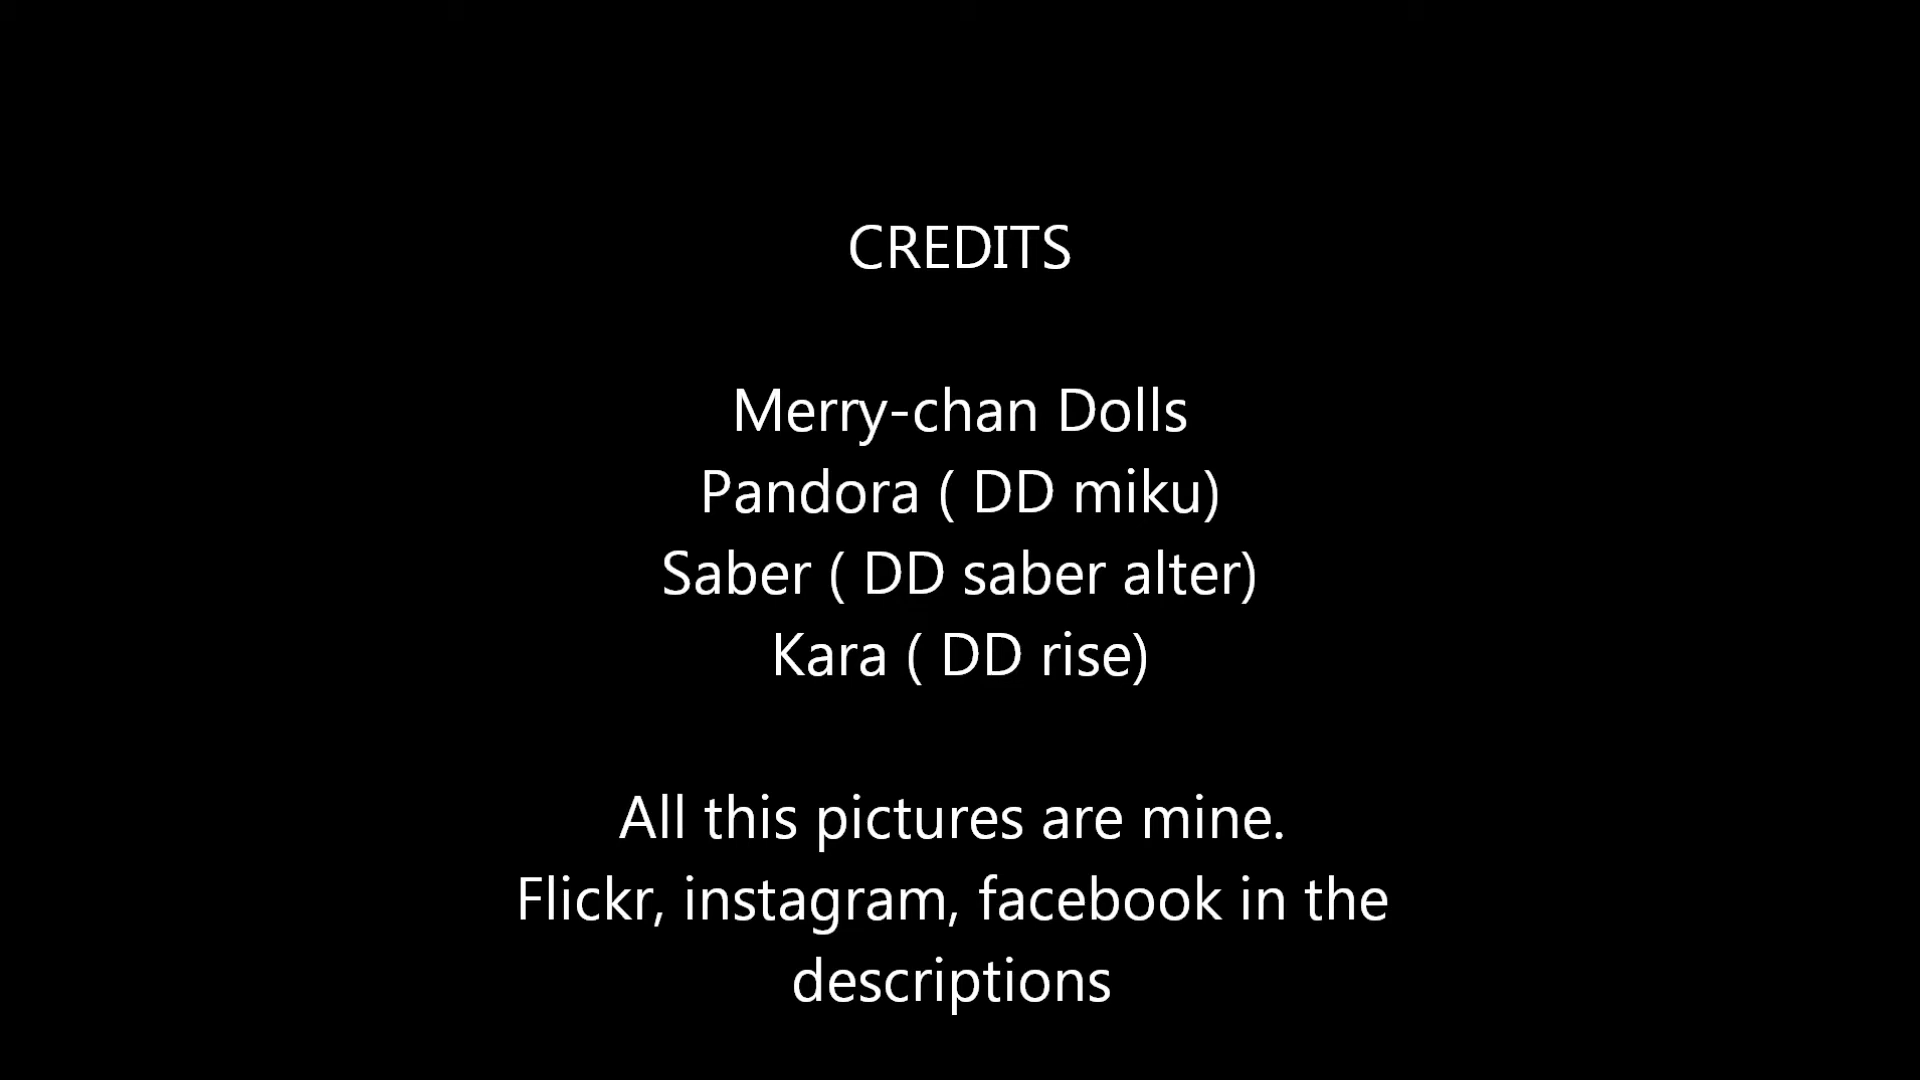 CREDITS
Merry-chan Dolls
Pandora ( DD miku)
Saber ( DD saber alter)
Kara ( DD rise)
All this pictures are mine.
Flickr, instagram, facebook in the
descriptions